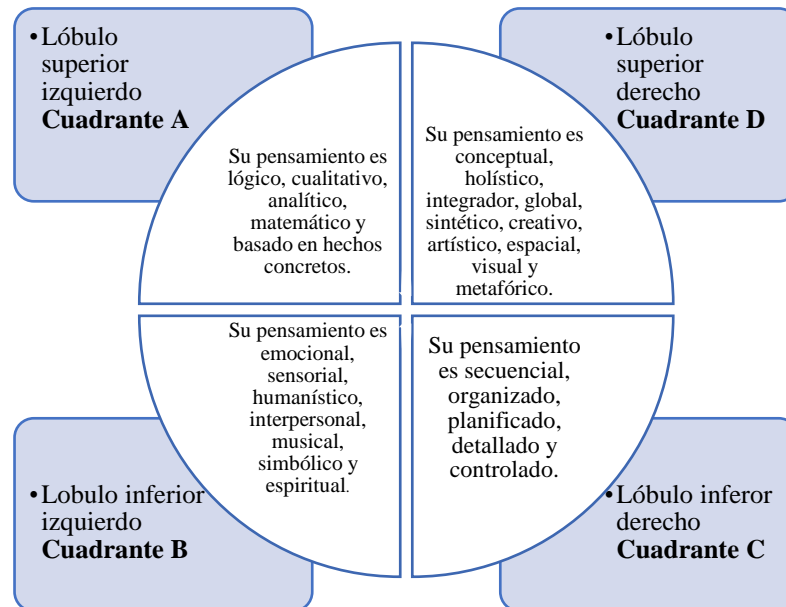 •Lóbulo
superior
izquierdo
Cuadrante A
•Lóbulo
superior
derecho
Cuadrante D
Su pensamiento es
lógico, cualitativo,
analítico,
matemático y
basado en hechos
concretos.
Su pensamiento es
conceptual,
holístico,
integrador, global,
sintético, creativo,
artístico, espacial,
visual y
metafórico.
Su pensamiento es
emocional,
sensorial,
humanístico,
interpersonal,
musical,
simbólico y
espiritual.
Su pensamiento
es secuencial,
organizado,
planificado,
detallado y
controlado.
•Lobulo inferior
izquierdo
Cuadrante B
•Lóbulo inferor
derecho
Cuadrante C